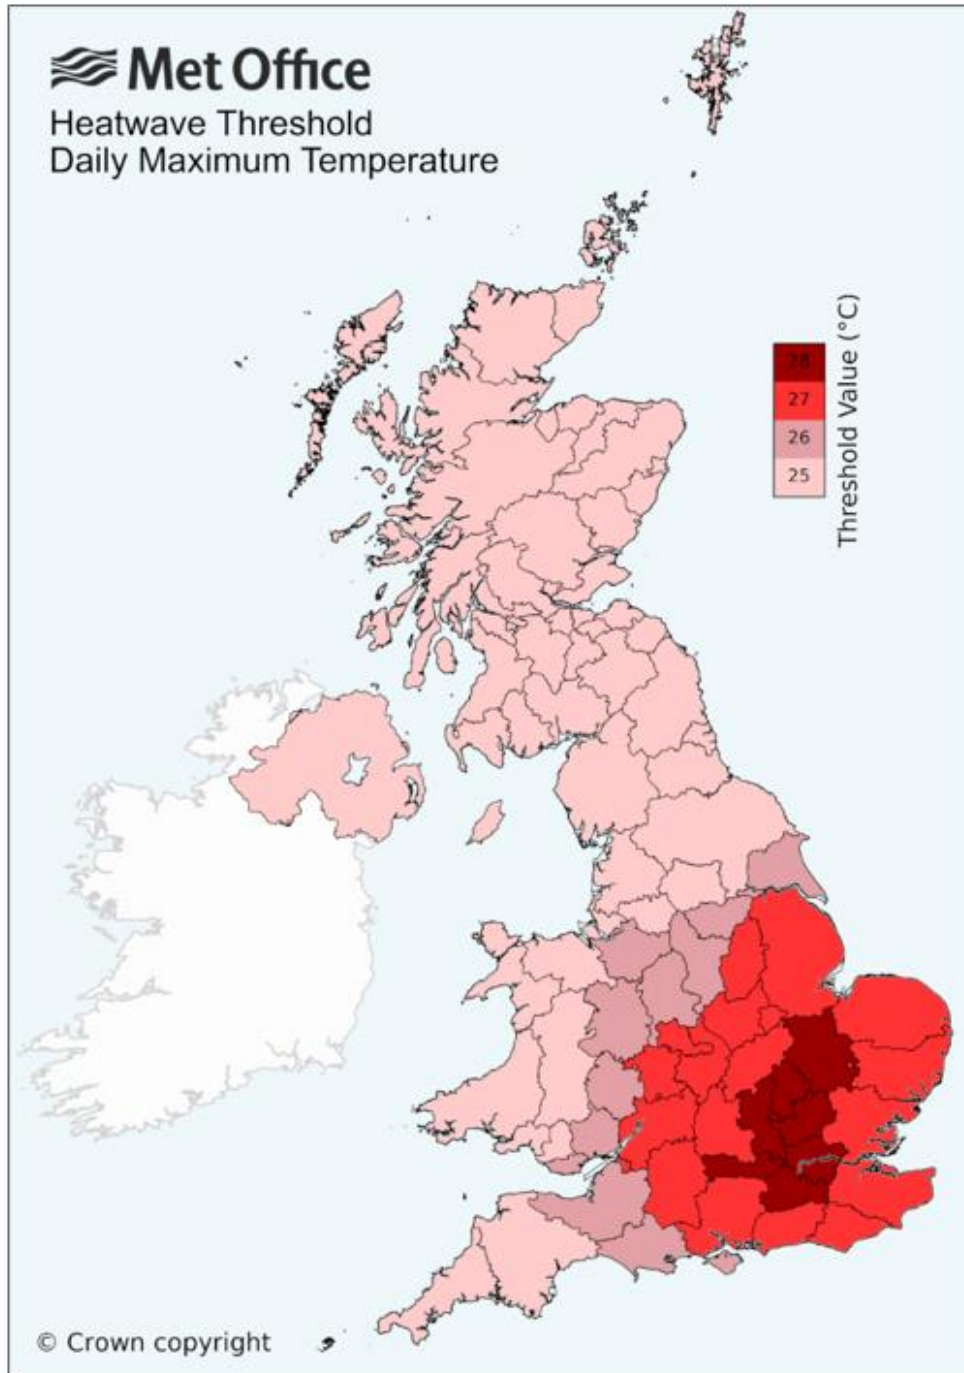 Met Office
Heatwave Threshold
Daily Maximum Temperature
28
27
26
25
Threshold Value (°C)
© Crown copyright